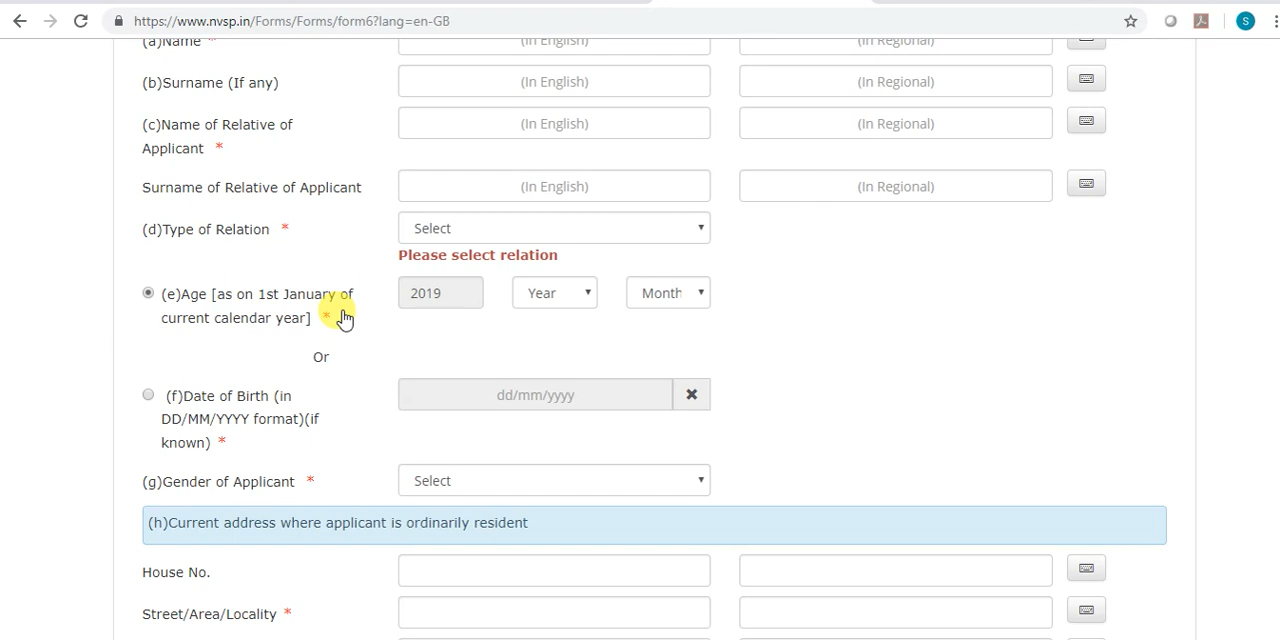 https://www.nvsp.in/Forms/Forms/form6?lang=en-GB
S
(a)Name * (In English) (In Regional)
(b)Surname (If any) (In English) (In Regional)
(c)Name of Relative of
Applicant * (In English) (In Regional)
Surname of Relative of Applicant (In English) (In Regional)
(d)Type of Relation * Select
Please select relation
(e)Age [as on 1st January of
current calendar year] * 2019 Year Month
Or
(f)Date of Birth (in
DD/MM/YYYY format)(if
known) * dd/mm/yyyy
(g)Gender of Applicant * Select
(h)Current address where applicant is ordinarily resident
House No.
Street/Area/Locality *